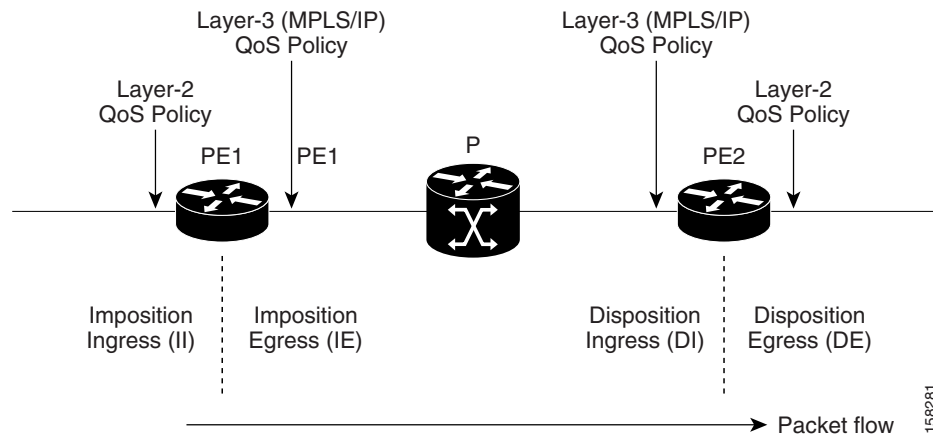 Layer-3 (MPLS/IP)
QoS Policy
Layer-3 (MPLS/IP)
QoS Policy
Layer-2
QoS Policy
Layer-2
QoS Policy
PE1
PE1
P
PE2
Imposition
Ingress (II)
Imposition
Egress (IE)
Disposition
Ingress (DI)
Disposition
Egress (DE)
Packet flow
158281